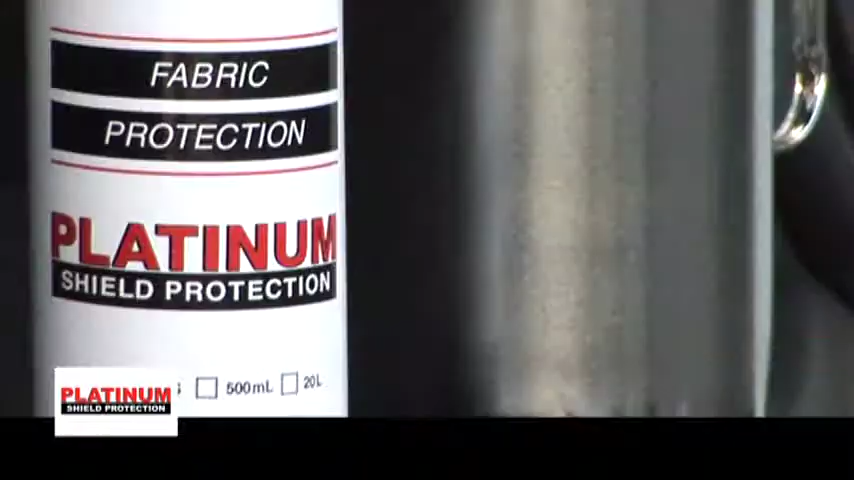 FABRIC
PROTECTION
PLATINUM
SHIELD PROTECTION
500mL 20L
PLATINUM
SHIELD PROTECTION